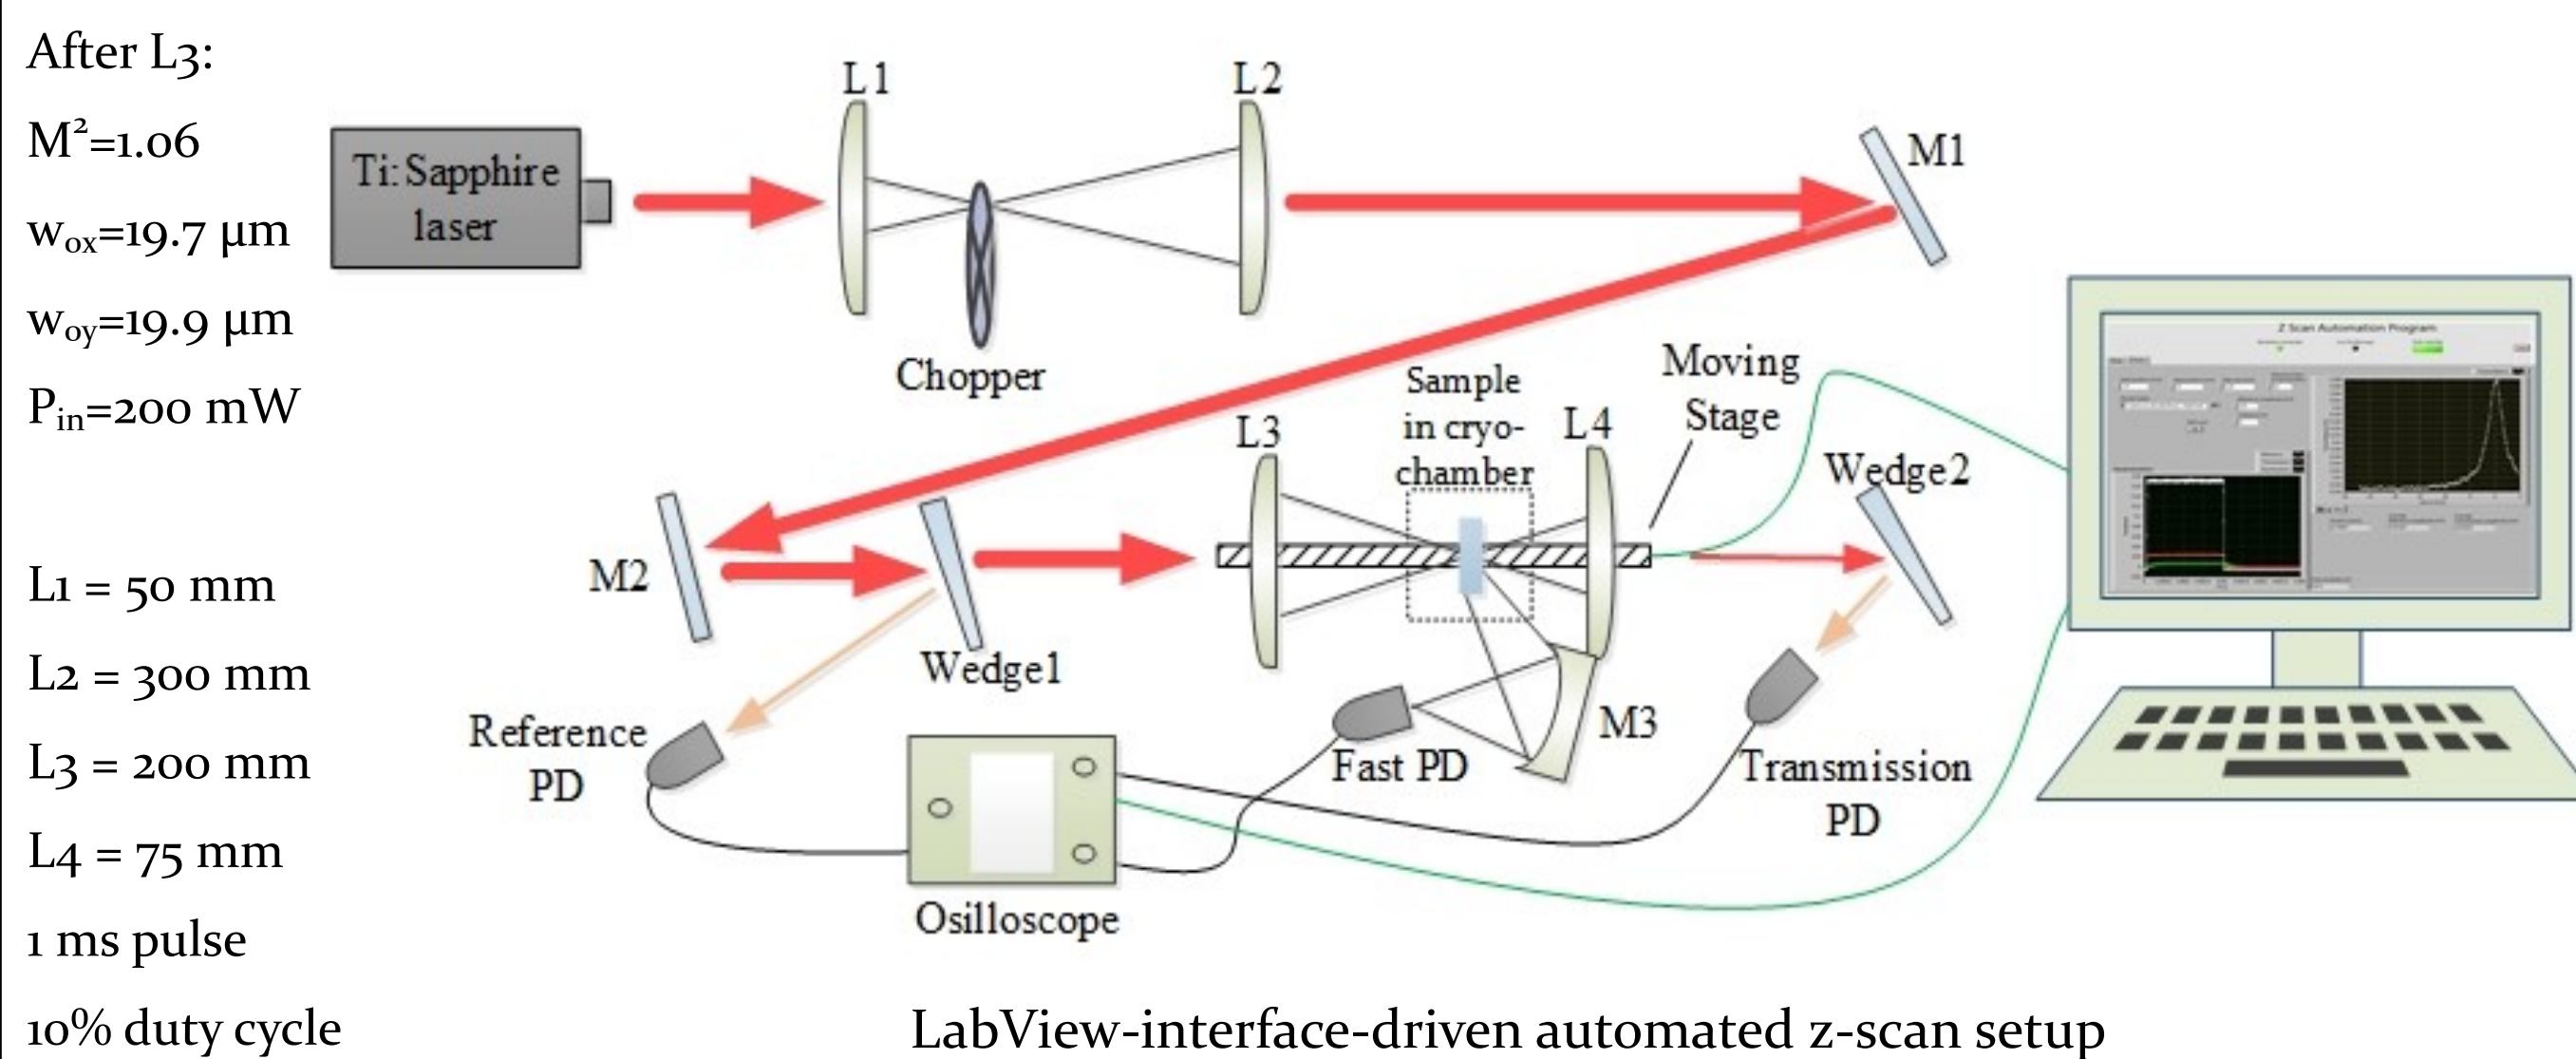 After L3:
M²=1.06
w₀ₓ=19.7 µm
w₀ᵧ=19.9 µm
Pᵢₙ=200 mW
L1 = 50 mm
L2 = 300 mm
L3 = 200 mm
L4 = 75 mm
1 ms pulse
10% duty cycle
Ti:Sapphire
laser
L1
L2
M1
Chopper
Sample
in cryo-
chamber
Moving
Stage
L3
L4
Wedge2
M2
Wedge1
Reference
PD
Fast PD
M3
Transmission
PD
Osilloscope
Z Scan Automation Program
LabView-interface-driven automated z-scan setup